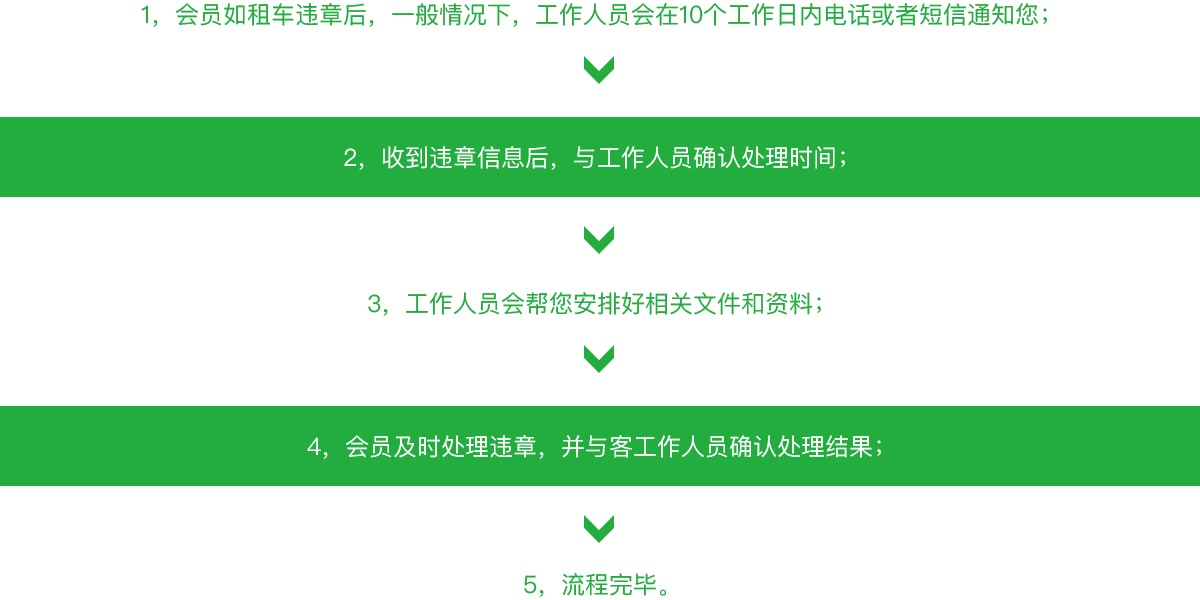 1，会员如租车违章后，一般情况下，工作人员会在10个工作日内电话或者短信通知您；
2，收到违章信息后，与工作人员确认处理时间；
3，工作人员会帮您安排好相关文件和资料；
4，会员及时处理违章，并与客工作人员确认处理结果；
5，流程完毕。